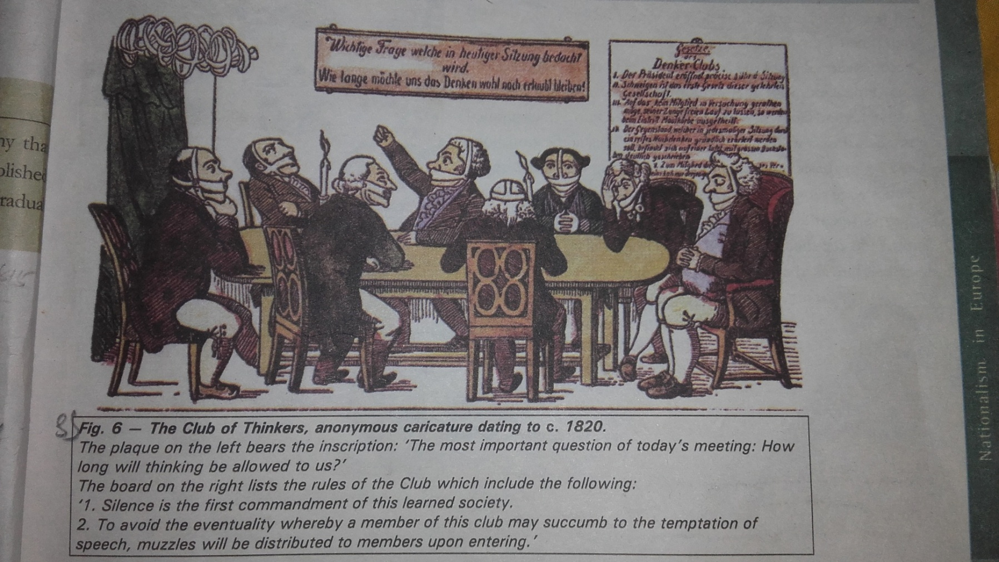 Wichtige Frage welche in heutiger Sitzung bedacht
wird.
Wie lange möchte uns das Denken wohl noch erlaubt bleiben!
Gesetze
des
Denker-Clubs
I. Der Präsident eröffnet präcise 8 Uhr d. Sitzung
II. Schweigen ist das erste Gesetz dieser gelehrten
Gesellschaft.
III. Auf das kein Mitglied in Versuchung gerathen
möge, seiner Zunge freien Lauf zu lassen, so werden
beim Eintritt Maulkörbe ausgetheilt.
IV. Der Gegenstand, welcher in jedesmaliger Sitzung durch
ein reifes Nachdenken gründlich erörtert werden
soll, befindet sich auf einer Tafel mit grossen Buchsta-
ben deutlich geschrieben
V. Zum Mitglied
ny tha
olished
radua
Fig. 6 — The Club of Thinkers, anonymous caricature dating to c. 1820.
The plaque on the left bears the inscription: ‘The most important question of today’s meeting: How
long will thinking be allowed to us?’
The board on the right lists the rules of the Club which include the following:
‘1. Silence is the first commandment of this learned society.
2. To avoid the eventuality whereby a member of this club may succumb to the temptation of
speech, muzzles will be distributed to members upon entering.’
Nationalism in Europe